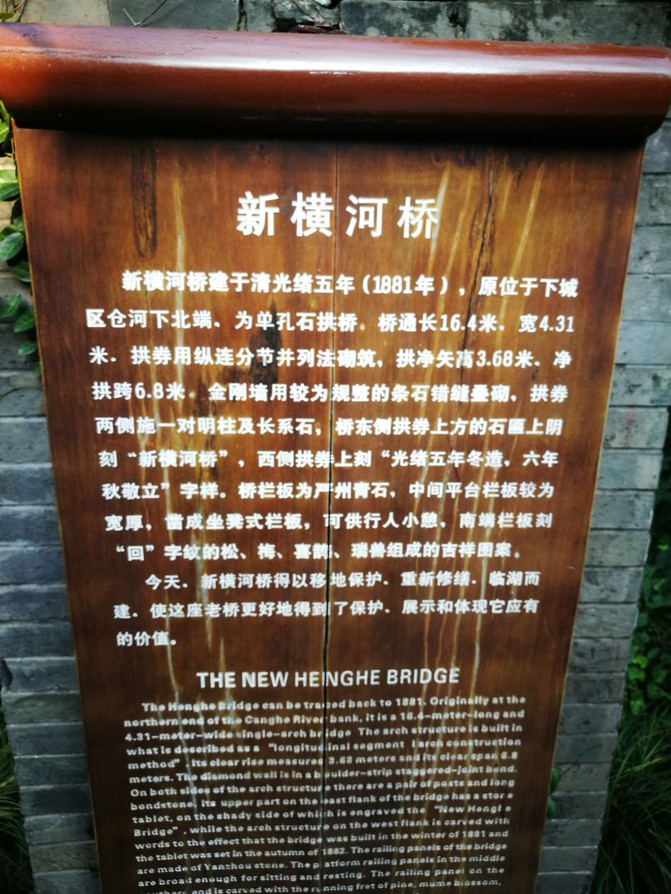 新横河桥
新横河桥建于清光绪五年（1881年），原位于下城
区仓河下北端。为单孔石拱桥。桥通长16.4米、宽4.31
米。拱券用纵连分节并列法砌筑，拱净矢高3.68米、净
拱跨6.8米。金刚墙用较为规整的条石错缝叠砌，拱券
两侧施一对明柱及长系石，桥东侧拱券上方的石匾上阴
刻“新横河桥”，西侧拱券上刻“光绪五年冬造，六年
秋敬立”字样。桥栏板为严州青石，中间平台栏板较为
宽厚，凿成坐凳式栏板，可供行人小憩，南端栏板刻
“回”字纹的松、梅、喜鹊、瑞兽组成的吉祥图案。
今天，新横河桥得以移地保护，重新修缮，临湖而
建，使这座老桥更好地得到了保护，展示和体现它应有
的价值。
THE NEW HEINGHE BRIDGE
The Henghe Bridge can be traced back to 1881. Originally at the
northern end of the Canghe River bank, it is a 16.4-meter-long and
4.31-meter-wide single-arch bridge The arch structure is built in
what is described as a "longitudinal segment arch construction
method". Its clear rise measures 3.68 meters and its clear span 6.8
meters. The diamond wall is in a boulder-strip staggered-joint bond.
On both sides of the arch structure there are a pair of posts and long
bondstone. Its upper part on the east flank of the bridge has a stone
tablet, on the shady side of which is engraved the "New Henghe
Bridge", while the arch structure on the west flank is carved with
words to the effect that the bridge was built in the winter of 1881 and
the tablet was set in the autumn of 1882. The railing panels of the bridge
are made of Yanzhou stone. The platform railing panels in the middle
are broad enough for sitting and resting. The railing panel on the
southern end is carved with the running fret of pine, mume blossom,